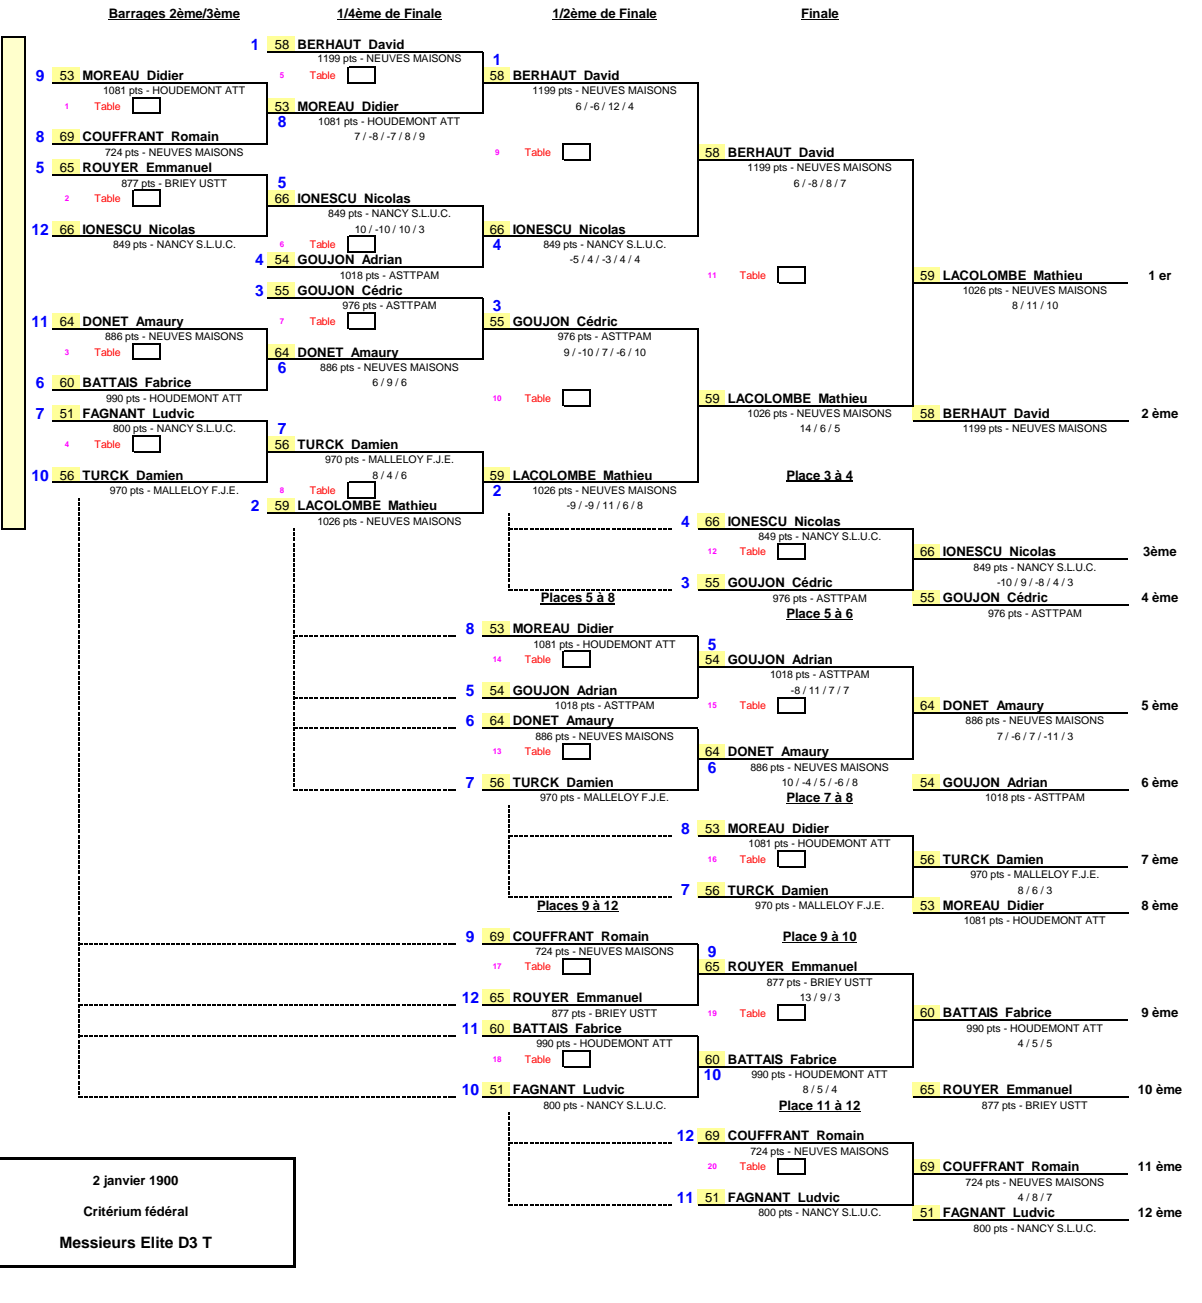 Barrages 2ème/3ème 1/4ème de Finale 1/2ème de Finale Finale
1 58 BERHAUT David
1199 pts - NEUVES MAISONS 1
9 53 MOREAU Didier 5 Table 58 BERHAUT David
1081 pts - HOUDEMONT ATT 1199 pts - NEUVES MAISONS
1 Table 53 MOREAU Didier 6 / -6 / 12 / 4
8 1081 pts - HOUDEMONT ATT
8 69 COUFFRANT Romain 7 / -8 / -7 / 8 / 9
724 pts - NEUVES MAISONS 9 Table 58 BERHAUT David
5 65 ROUYER Emmanuel 1199 pts - NEUVES MAISONS
877 pts - BRIEY USTT 5 6 / -8 / 8 / 7
2 Table 66 IONESCU Nicolas
849 pts - NANCY S.L.U.C.
12 66 IONESCU Nicolas 10 / -10 / 10 / 3 66 IONESCU Nicolas
849 pts - NANCY S.L.U.C. 6 Table 4 849 pts - NANCY S.L.U.C.
4 54 GOUJON Adrian -5 / 4 / -3 / 4 / 4
1018 pts - ASTTPAM 11 Table 59 LACOLOMBE Mathieu 1 er
3 55 GOUJON Cédric 1026 pts - NEUVES MAISONS
976 pts - ASTTPAM 3 8 / 11 / 10
11 64 DONET Amaury 7 Table 55 GOUJON Cédric
886 pts - NEUVES MAISONS 976 pts - ASTTPAM
3 Table 64 DONET Amaury 9 / -10 / 7 / -6 / 10
6 886 pts - NEUVES MAISONS
6 60 BATTAIS Fabrice 6 / 9 / 6
990 pts - HOUDEMONT ATT 10 Table 59 LACOLOMBE Mathieu
7 51 FAGNANT Ludvic 1026 pts - NEUVES MAISONS 58 BERHAUT David 2 ème
800 pts - NANCY S.L.U.C. 7 14 / 6 / 5 1199 pts - NEUVES MAISONS
4 Table 56 TURCK Damien
970 pts - MALLELOY F.J.E.
10 56 TURCK Damien 8 / 4 / 6 59 LACOLOMBE Mathieu Place 3 à 4
970 pts - MALLELOY F.J.E. 8 Table 2 1026 pts - NEUVES MAISONS
2 59 LACOLOMBE Mathieu -9 / -9 / 11 / 6 / 8
1026 pts - NEUVES MAISONS 4 66 IONESCU Nicolas
849 pts - NANCY S.L.U.C.
12 Table 66 IONESCU Nicolas 3ème
849 pts - NANCY S.L.U.C.
3 55 GOUJON Cédric -10 / 9 / -8 / 4 / 3
Places 5 à 8 976 pts - ASTTPAM 55 GOUJON Cédric 4 ème
Place 5 à 6 976 pts - ASTTPAM
8 53 MOREAU Didier
1081 pts - HOUDEMONT ATT 5
14 Table 54 GOUJON Adrian
1018 pts - ASTTPAM
5 54 GOUJON Adrian -8 / 11 / 7 / 7
1018 pts - ASTTPAM 15 Table 64 DONET Amaury 5 ème
6 64 DONET Amaury 886 pts - NEUVES MAISONS
886 pts - NEUVES MAISONS 7 / -6 / 7 / -11 / 3
13 Table 64 DONET Amaury
6 886 pts - NEUVES MAISONS
7 56 TURCK Damien 10 / -4 / 5 / -6 / 8 54 GOUJON Adrian 6 ème
970 pts - MALLELOY F.J.E. Place 7 à 8 1018 pts - ASTTPAM
8 53 MOREAU Didier
1081 pts - HOUDEMONT ATT
16 Table 56 TURCK Damien 7 ème
970 pts - MALLELOY F.J.E.
7 56 TURCK Damien 8 / 6 / 3
Places 9 à 12 970 pts - MALLELOY F.J.E. 53 MOREAU Didier 8 ème
1081 pts - HOUDEMONT ATT
9 69 COUFFRANT Romain Place 9 à 10
724 pts - NEUVES MAISONS 9
17 Table 65 ROUYER Emmanuel
877 pts - BRIEY USTT
12 65 ROUYER Emmanuel 13 / 9 / 3
877 pts - BRIEY USTT 19 Table 60 BATTAIS Fabrice 9 ème
11 60 BATTAIS Fabrice 990 pts - HOUDEMONT ATT
990 pts - HOUDEMONT ATT 4 / 5 / 5
18 Table 60 BATTAIS Fabrice
10 990 pts - HOUDEMONT ATT
10 51 FAGNANT Ludvic 8 / 5 / 4 65 ROUYER Emmanuel 10 ème
800 pts - NANCY S.L.U.C. Place 11 à 12 877 pts - BRIEY USTT
12 69 COUFFRANT Romain
724 pts - NEUVES MAISONS
20 Table 69 COUFFRANT Romain 11 ème
724 pts - NEUVES MAISONS
11 51 FAGNANT Ludvic 4 / 8 / 7
800 pts - NANCY S.L.U.C. 51 FAGNANT Ludvic 12 ème
800 pts - NANCY S.L.U.C.
2 janvier 1900
Critérium fédéral
Messieurs Elite D3 T